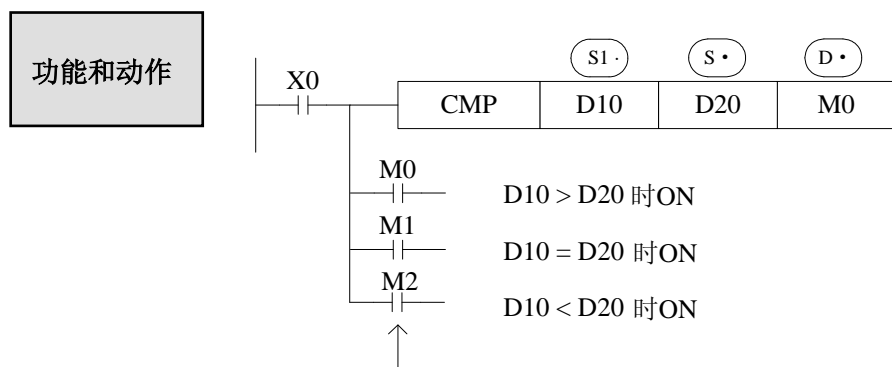 功能和动作
S1·
S·
D·
X0
CMP
D10
D20
M0
M0
D10 > D20 时ON
M1
D10 = D20 时ON
M2
D10 < D20 时ON